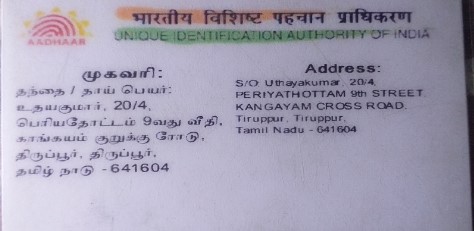 भारतीय विशिष्ट पहचान प्राधिकरण
AADHAAR
UNIQUE IDENTIFICATION AUTHORITY OF INDIA
முகவரி:
தந்தை / தாய் பெயர்:
உதயகுமார், 20/4,
பெரியதோட்டம் 9வது வீதி,
காங்கயம் குறுக்கு ரோடு,
திருப்பூர், திருப்பூர்,
தமிழ் நாடு - 641604
Address:
S/O Uthayakumar, 20/4,
PERIYATHOTTAM 9th STREET,
KANGAYAM CROSS ROAD,
Tiruppur, Tiruppur,
Tamil Nadu - 641604